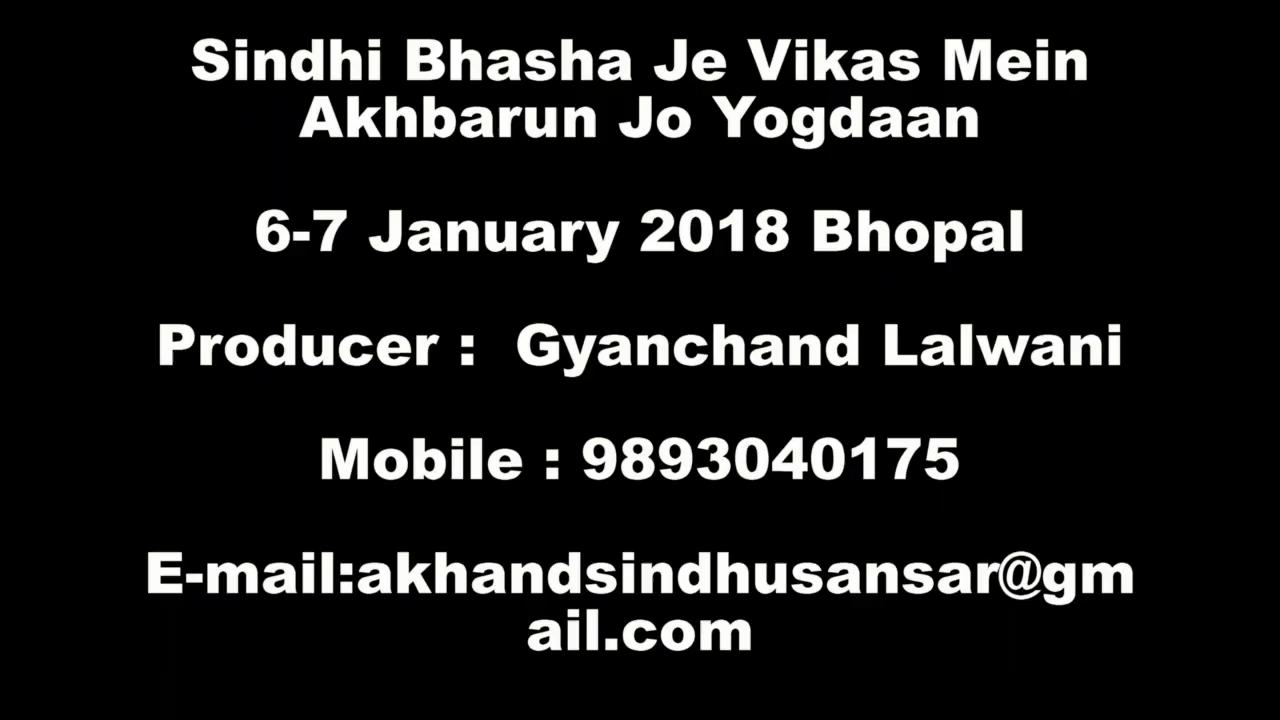 Sindhi Bhasha Je Vikas Mein
Akhbarun Jo Yogdaan
6-7 January 2018 Bhopal
Producer :  Gyanchand Lalwani
Mobile : 9893040175
E-mail:akhandsindhusansar@gm
ail.com